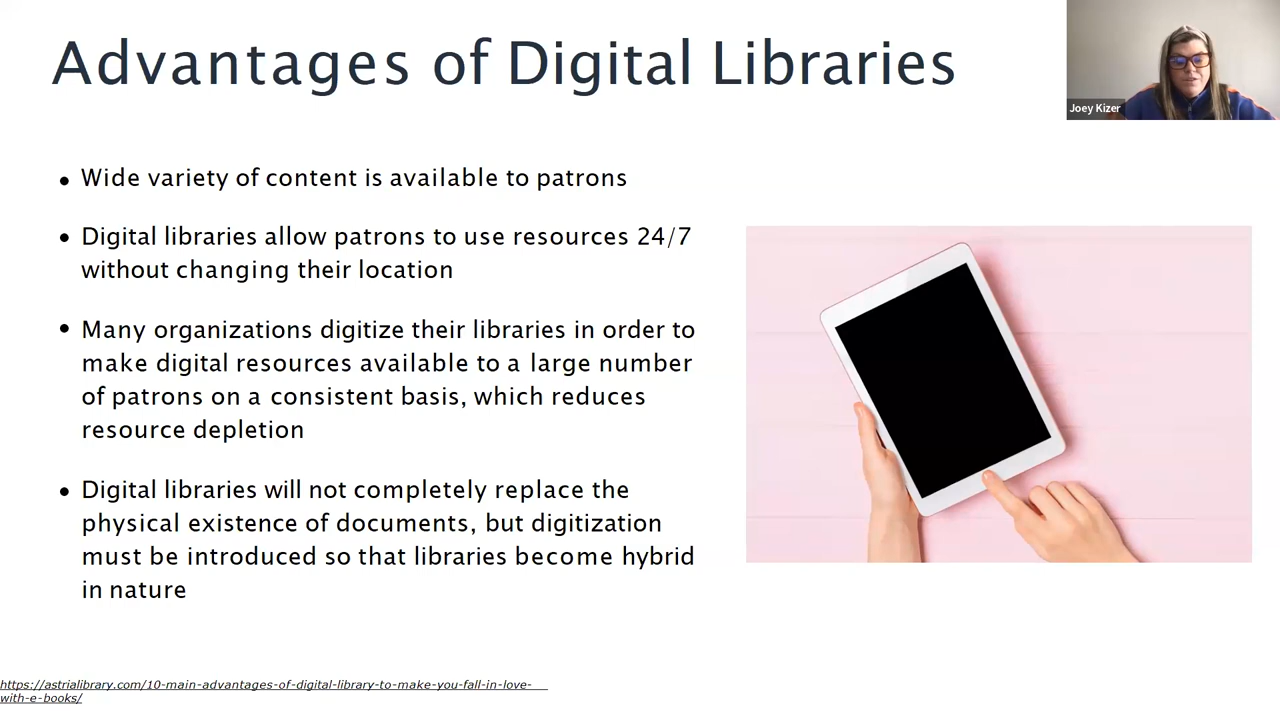 Advantages of Digital Libraries
Joey Kizer
• Wide variety of content is available to patrons
• Digital libraries allow patrons to use resources 24/7
without changing their location
• Many organizations digitize their libraries in order to
make digital resources available to a large number
of patrons on a consistent basis, which reduces
resource depletion
• Digital libraries will not completely replace the
physical existence of documents, but digitization
must be introduced so that libraries become hybrid
in nature
https://astrialibrary.com/10-main-advantages-of-digital-library-to-make-you-fall-in-love-
with-e-books/